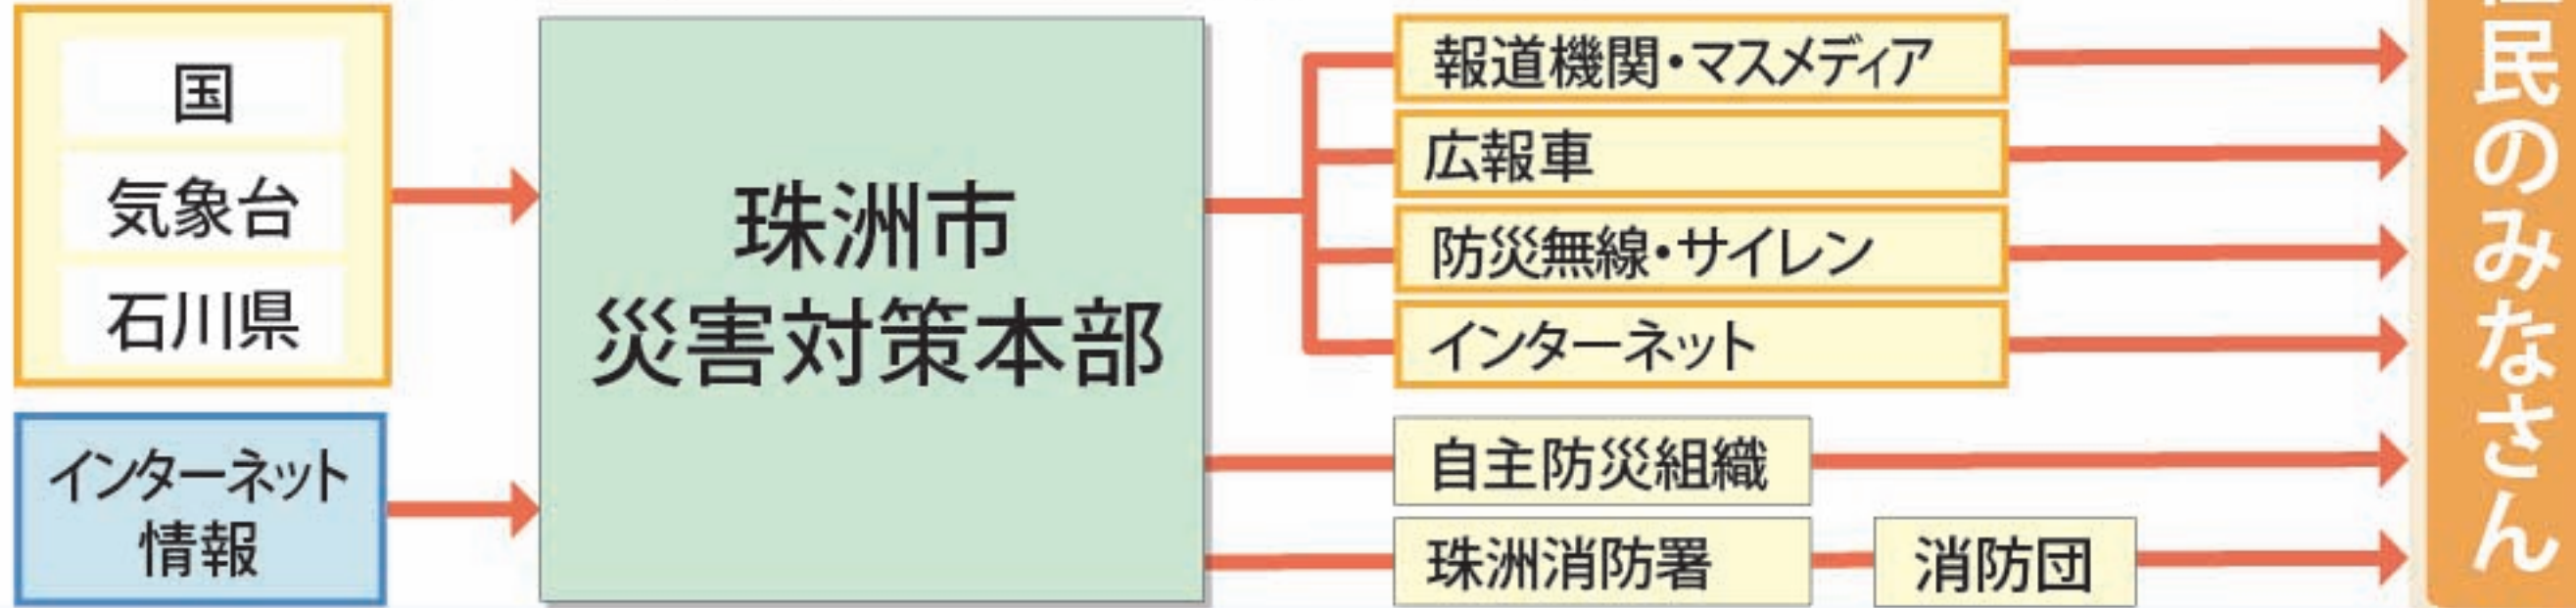 国
気象台
石川県
インターネット
情報
珠洲市
災害対策本部
報道機関・マスメディア
広報車
防災無線・サイレン
インターネット
自主防災組織
珠洲消防署
消防団
民のみなさん